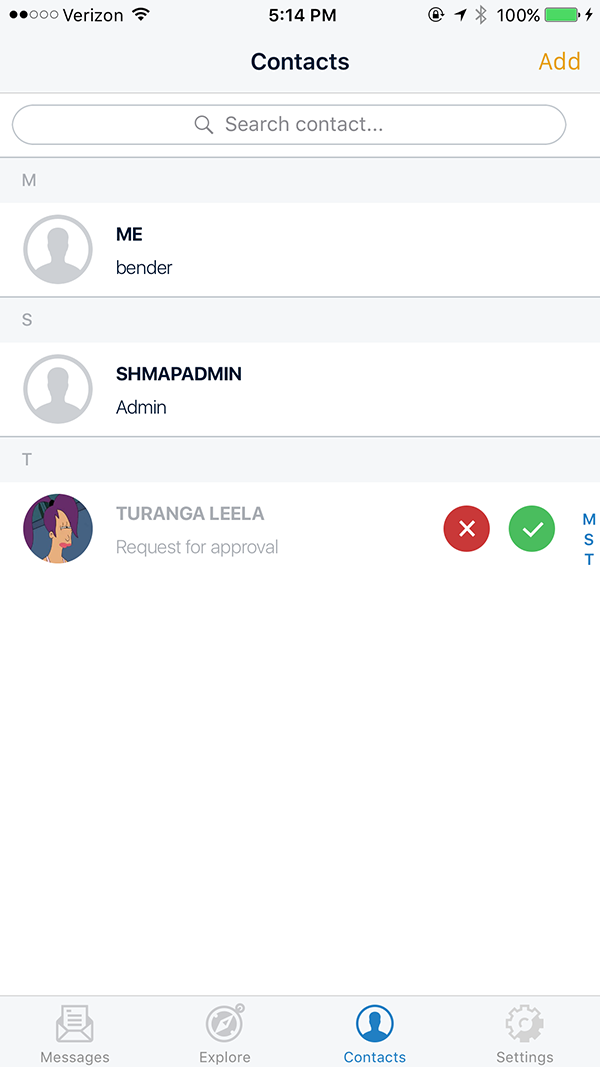 Verizon 5:14 PM 100%
Contacts Add
Search contact...
M
ME
bender
S
SHMAPADMIN
Admin
T
TURANGA LEELA
Request for approval
M
S
T
Messages Explore Contacts Settings